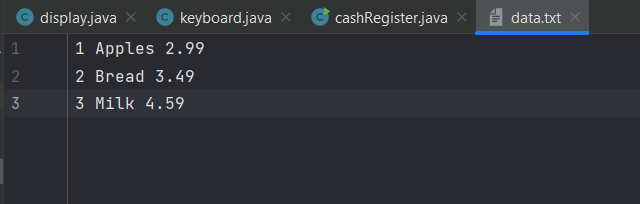 display.java keyboard.java cashRegister.java data.txt
1 1 Apples 2.99
2 2 Bread 3.49
3 3 Milk 4.59